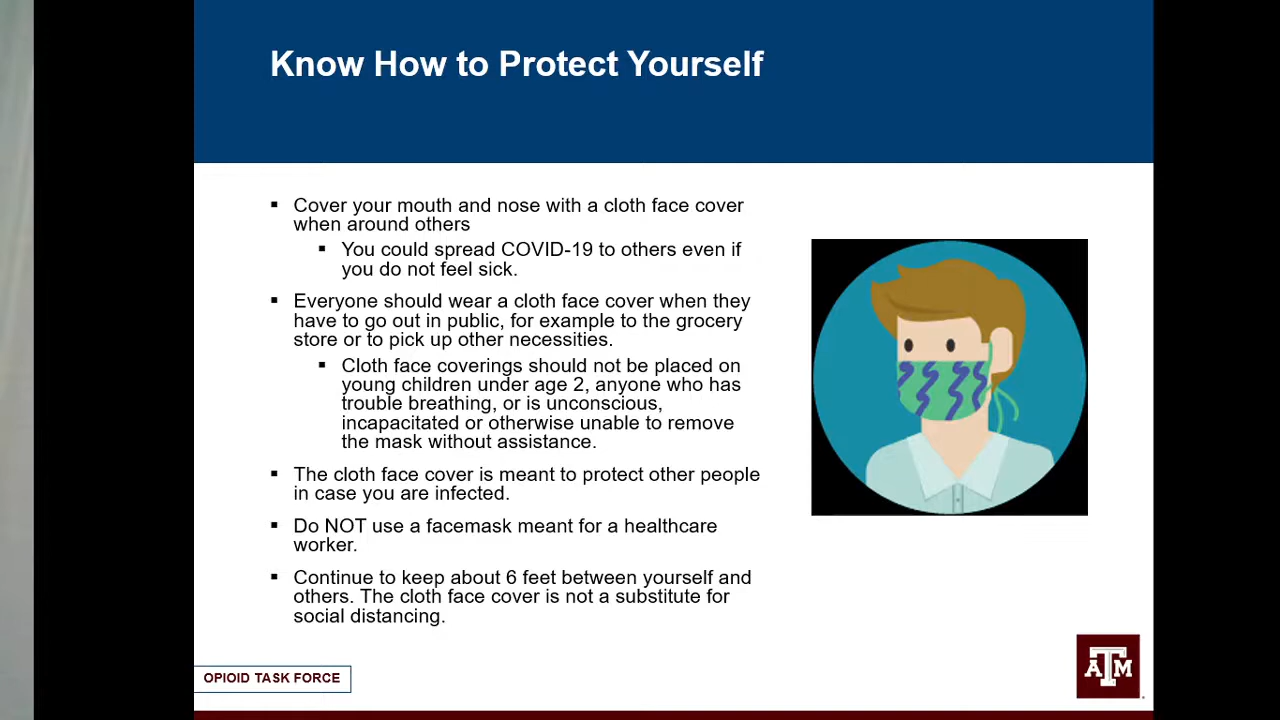 Know How to Protect Yourself
▪ Cover your mouth and nose with a cloth face cover
when around others
▪ You could spread COVID-19 to others even if
you do not feel sick.
▪ Everyone should wear a cloth face cover when they
have to go out in public, for example to the grocery
store or to pick up other necessities.
▪ Cloth face coverings should not be placed on
young children under age 2, anyone who has
trouble breathing, or is unconscious,
incapacitated or otherwise unable to remove
the mask without assistance.
▪ The cloth face cover is meant to protect other people
in case you are infected.
▪ Do NOT use a facemask meant for a healthcare
worker.
▪ Continue to keep about 6 feet between yourself and
others. The cloth face cover is not a substitute for
social distancing.
OPIOID TASK FORCE
ATM